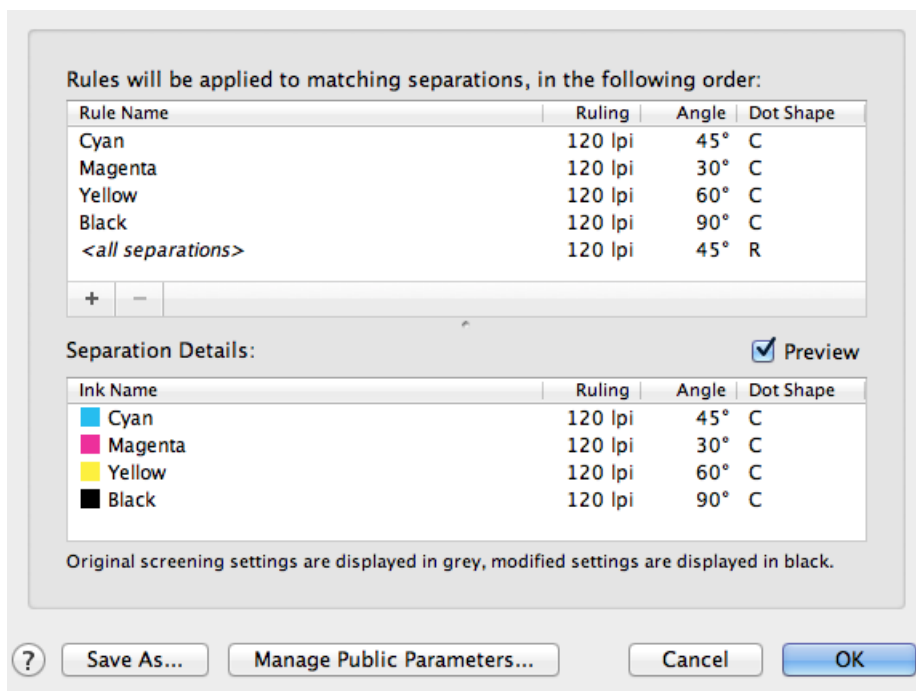 Rules will be applied to matching separations, in the following order:
Rule Name Ruling Angle Dot Shape
Cyan 120 lpi 45° C
Magenta 120 lpi 30° C
Yellow 120 lpi 60° C
Black 120 lpi 90° C
<all separations> 120 lpi 45° R
+ −
Separation Details: Preview
Ink Name Ruling Angle Dot Shape
Cyan 120 lpi 45° C
Magenta 120 lpi 30° C
Yellow 120 lpi 60° C
Black 120 lpi 90° C
Original screening settings are displayed in grey, modified settings are displayed in black.
? Save As... Manage Public Parameters... Cancel OK